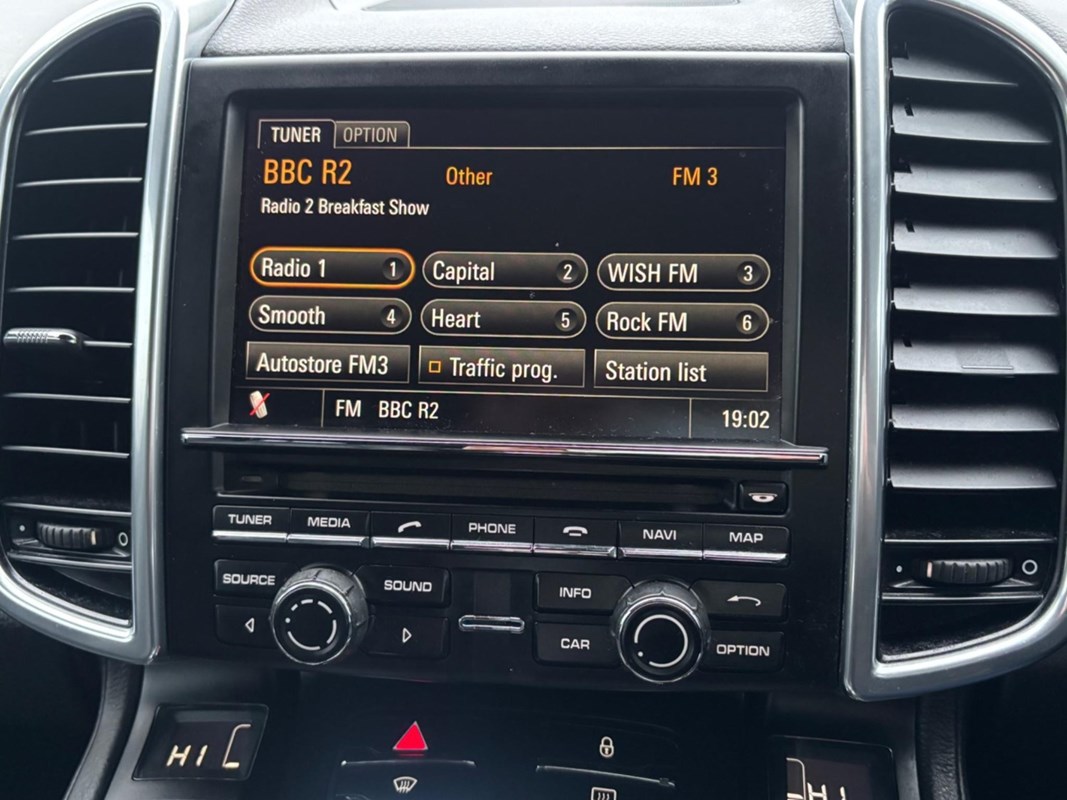 TUNER OPTION
BBC R2 Other FM 3
Radio 2 Breakfast Show
Radio 1 1 Capital 2 WISH FM 3
Smooth 4 Heart 5 Rock FM 6
Autostore FM3 Traffic prog. Station list
FM BBC R2 19:02
TUNER MEDIA PHONE NAVI MAP
SOURCE SOUND INFO
CAR OPTION
HI